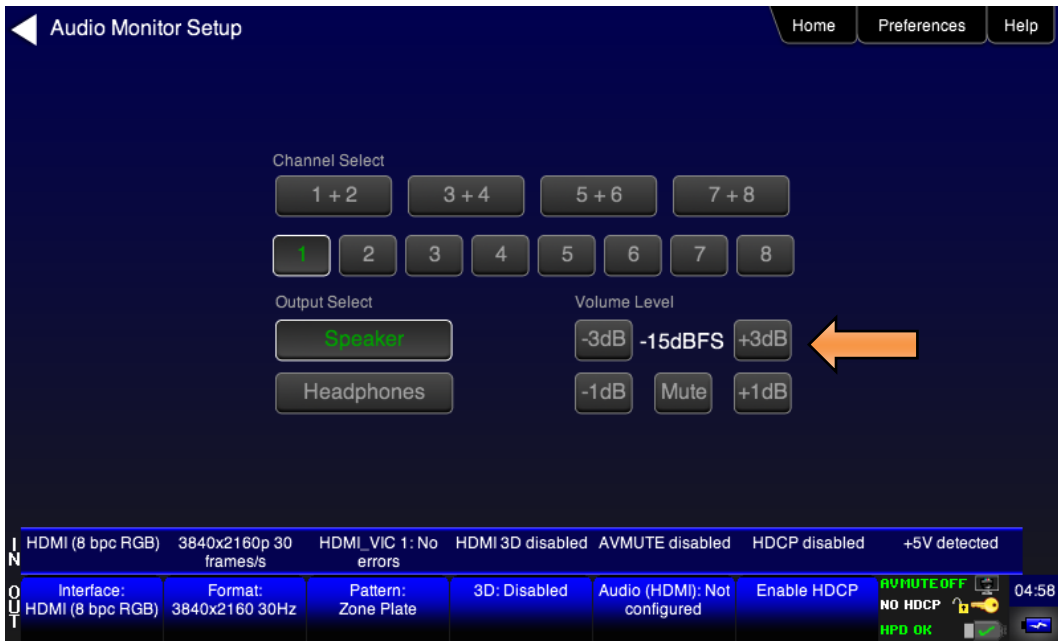 Audio Monitor Setup
Home
Preferences
Help
Channel Select
1 + 2
3 + 4
5 + 6
7 + 8
1
2
3
4
5
6
7
8
Output Select
Volume Level
Speaker
-3dB
-15dBFS
+3dB
Headphones
-1dB
Mute
+1dB
IN
HDMI (8 bpc RGB)
3840x2160p 30
frames/s
HDMI_VIC 1: No
errors
HDMI 3D disabled
AVMUTE disabled
HDCP disabled
+5V detected
OUT
Interface:
HDMI (8 bpc RGB)
Format:
3840x2160 30Hz
Pattern:
Zone Plate
3D: Disabled
Audio (HDMI): Not
configured
Enable HDCP
AVMUTEOFF
NO HDCP
HPD OK
04:58